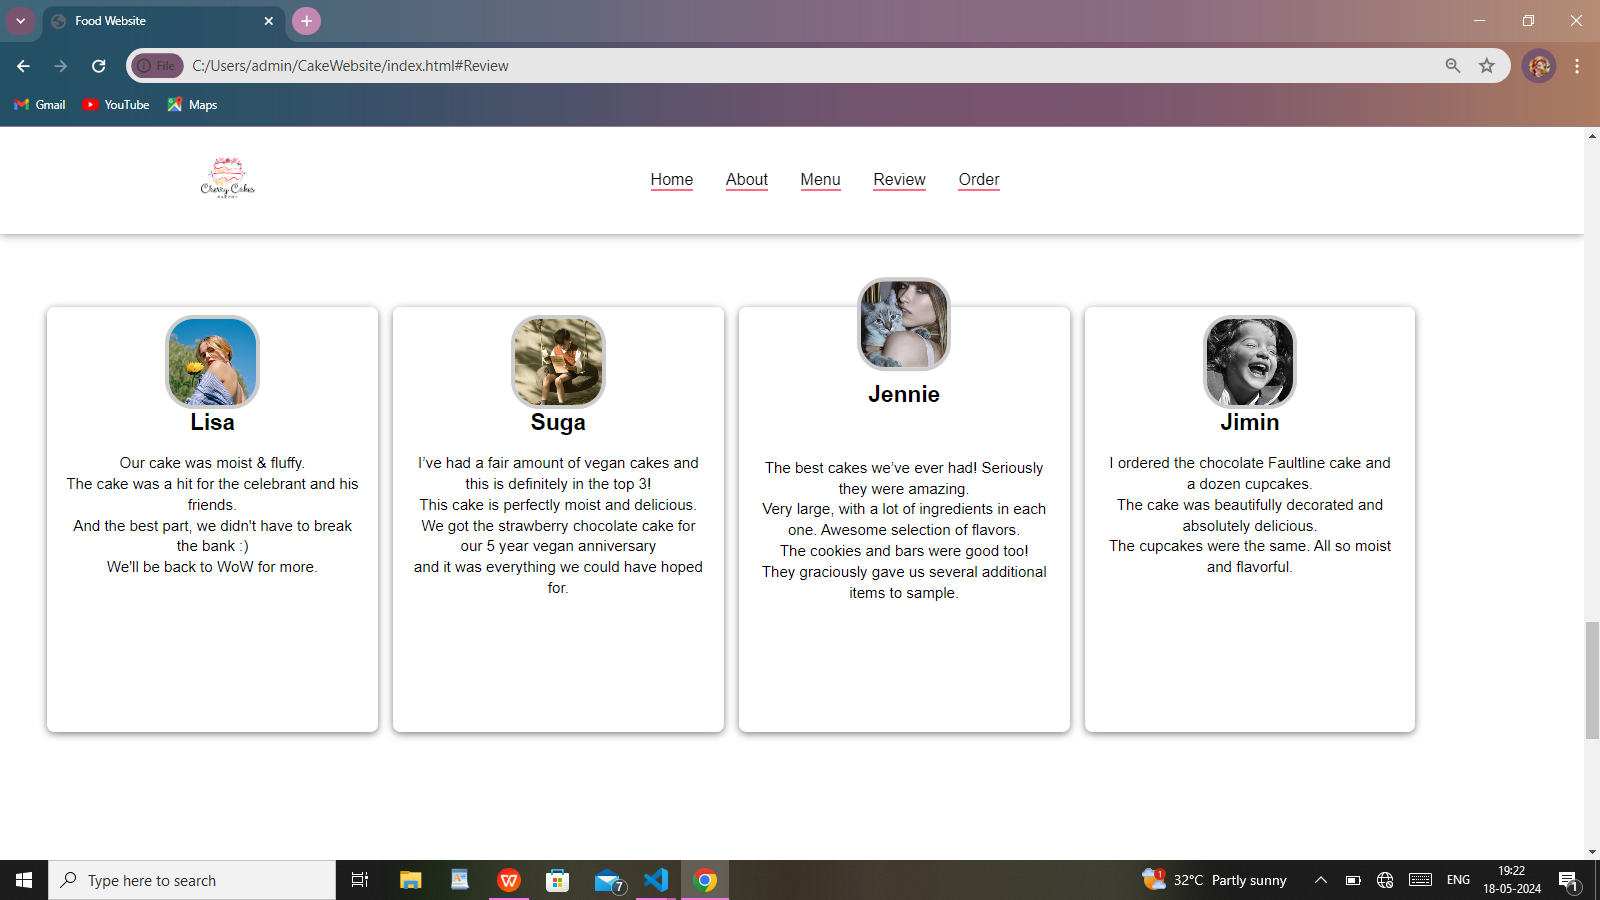 Food Website
File
C:/Users/admin/CakeWebsite/index.html#Review
Gmail
YouTube
Maps
Cherry Cakes
Home
About
Menu
Review
Order
Lisa
Our cake was moist & fluffy.
The cake was a hit for the celebrant and his
friends.
And the best part, we didn't have to break
the bank :)
We'll be back to WoW for more.
Suga
I’ve had a fair amount of vegan cakes and
this is definitely in the top 3!
This cake is perfectly moist and delicious.
We got the strawberry chocolate cake for
our 5 year vegan anniversary
and it was everything we could have hoped
for.
Jennie
The best cakes we’ve ever had! Seriously
they were amazing.
Very large, with a lot of ingredients in each
one. Awesome selection of flavors.
The cookies and bars were good too!
They graciously gave us several additional
items to sample.
Jimin
I ordered the chocolate Faultline cake and
a dozen cupcakes.
The cake was beautifully decorated and
absolutely delicious.
The cupcakes were the same. All so moist
and flavorful.
Type here to search
7
1
32°C Partly sunny
ENG
19:22
18-05-2024
1